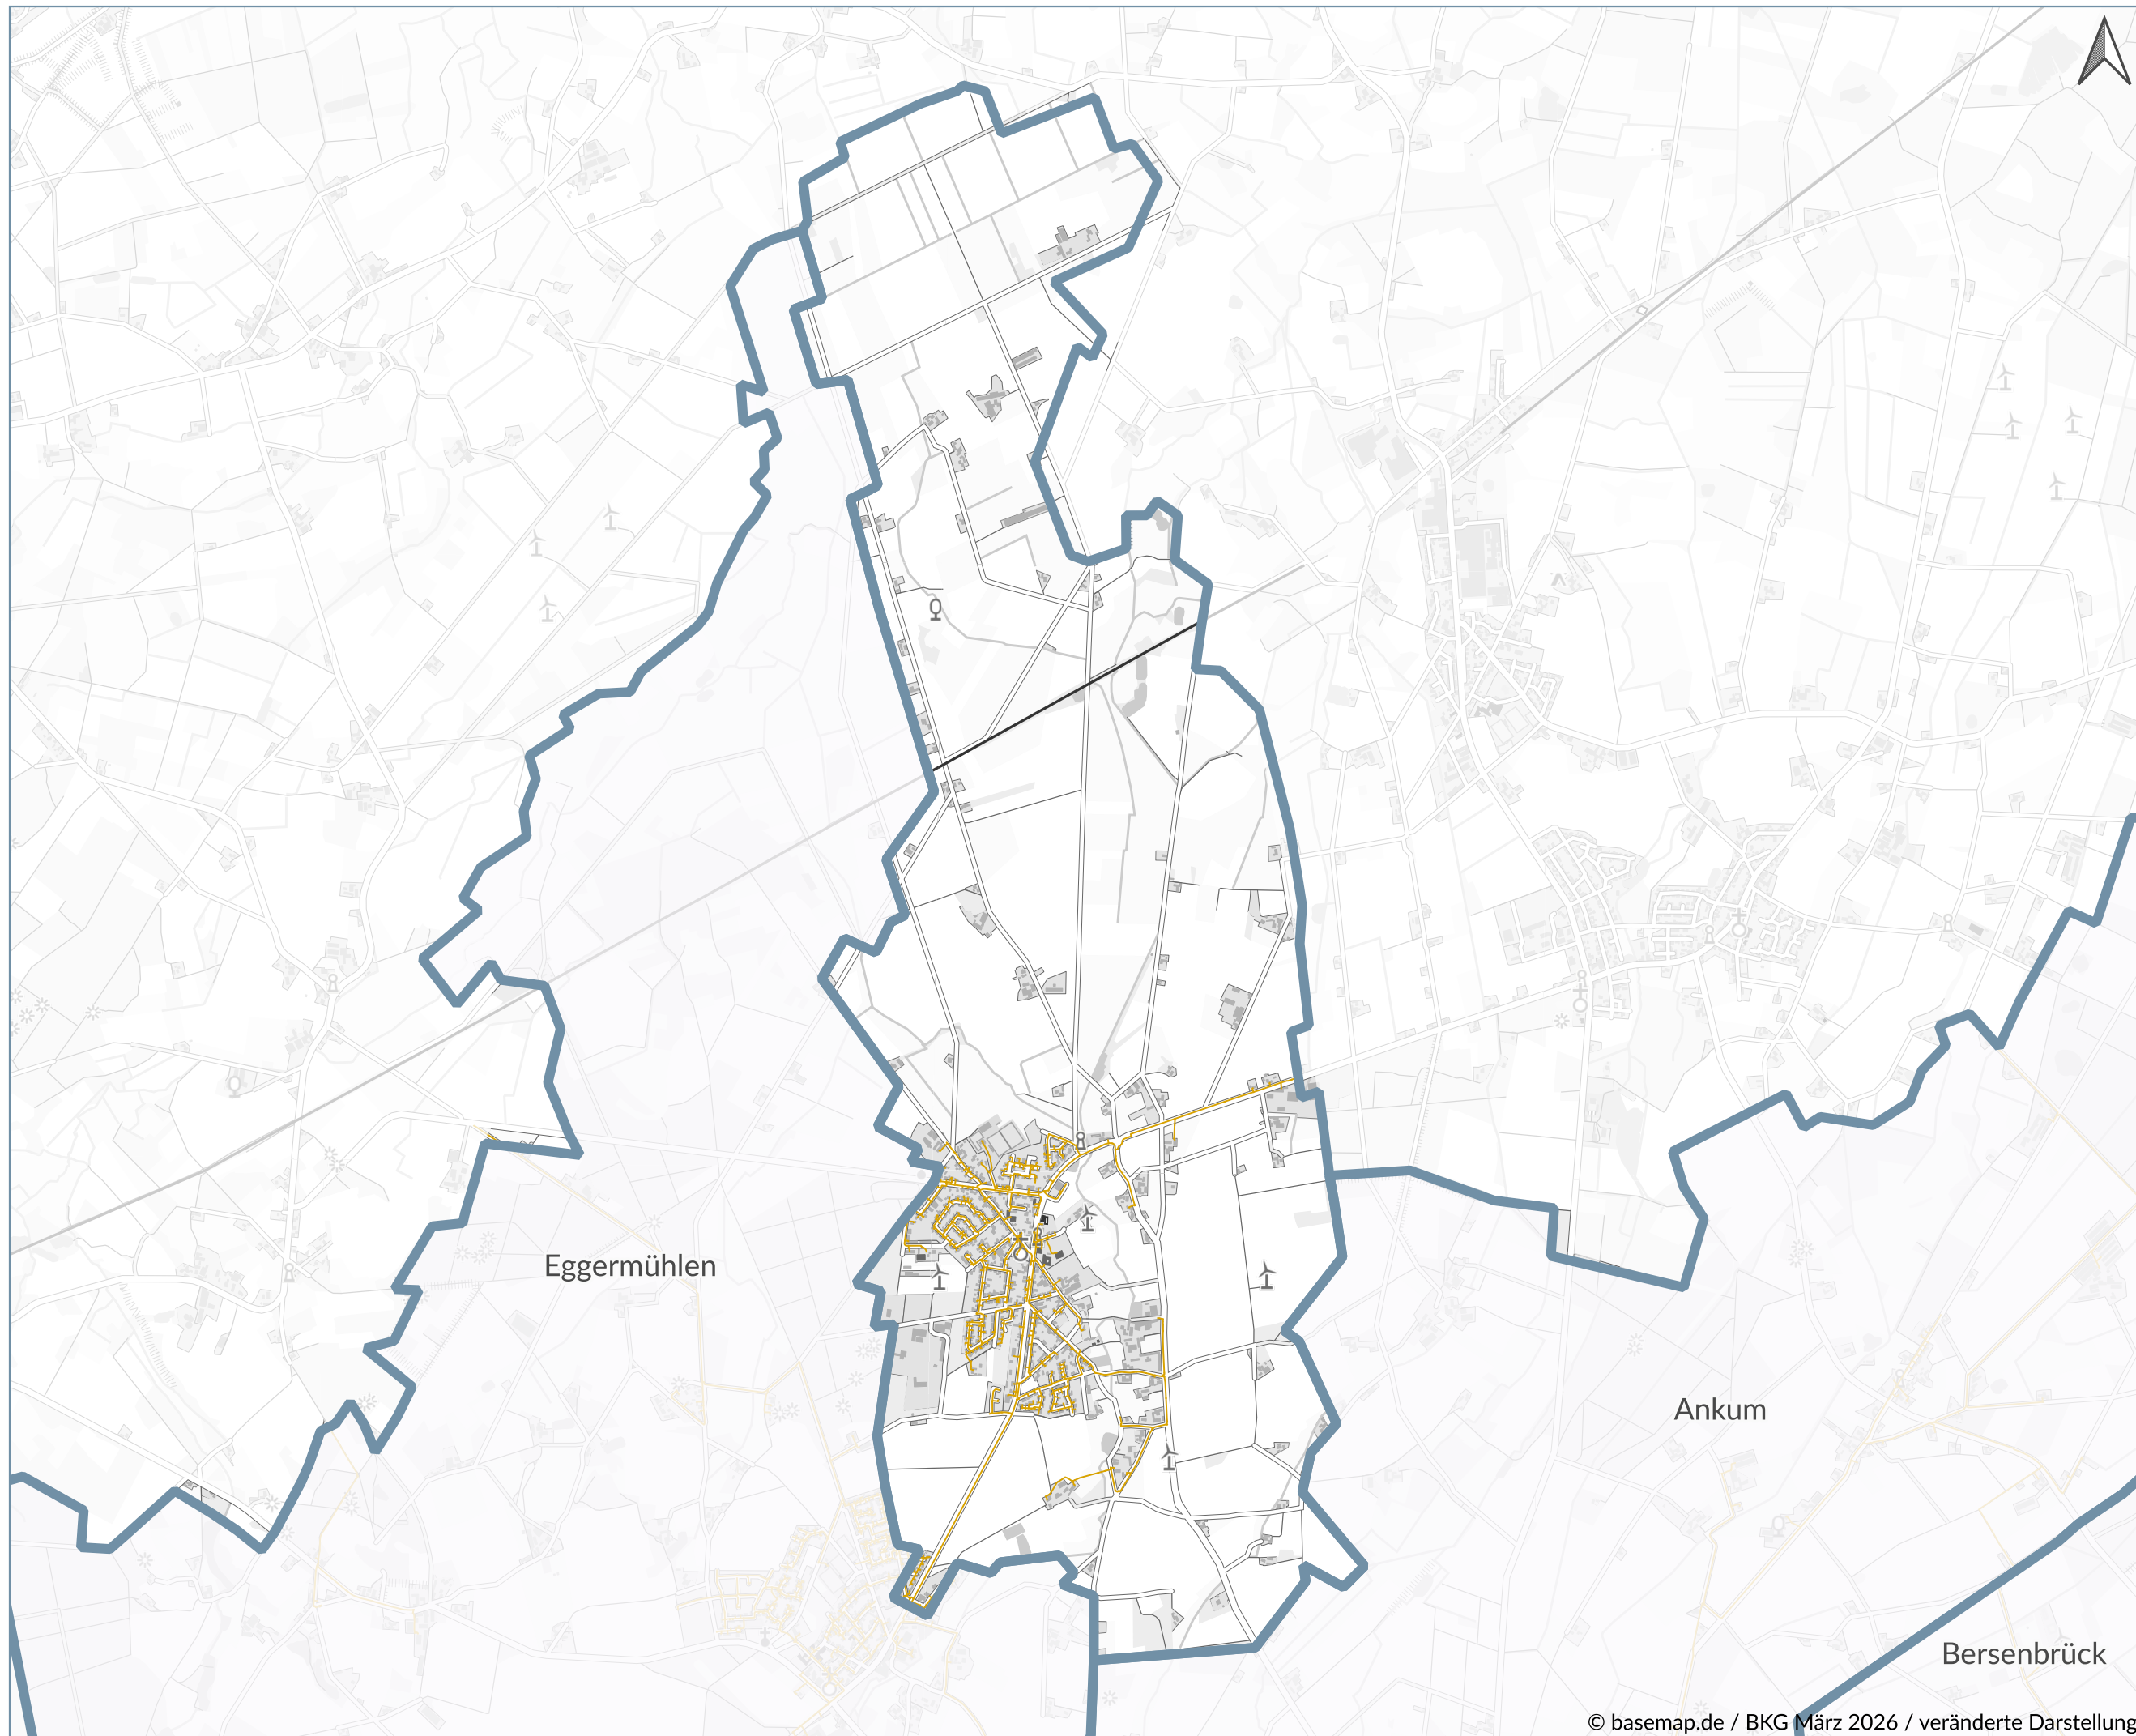 Eggermühlen
Ankum
Bersenbrück
© basemap.de / BKG März 2026 / veränderte Darstellung